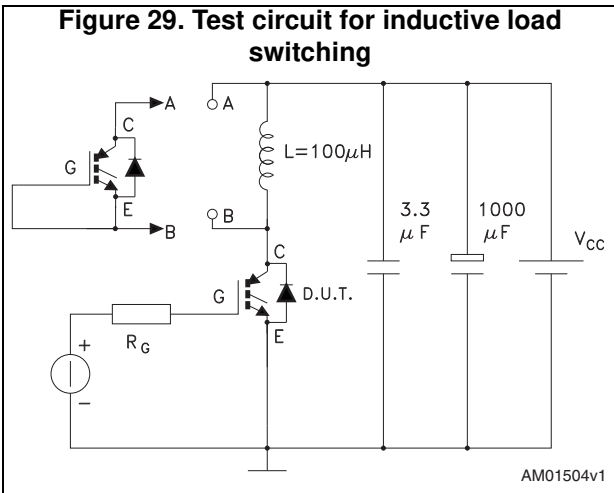 Figure 29. Test circuit for inductive load
switching
A
A
C
G
L=100μH
E
B
B
3.3
μF
1000
μF
VCC
C
G
D.U.T.
E
RG
+
-
AM01504v1